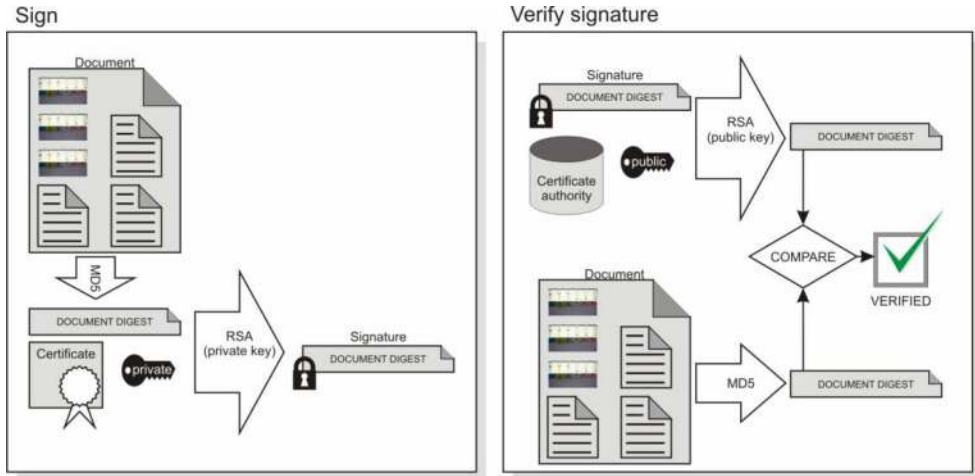 Sign
Document
MD5
DOCUMENT DIGEST
Certificate
private
RSA
(private key)
Signature
DOCUMENT DIGEST
Verify signature
Signature
DOCUMENT DIGEST
Certificate
authority
public
RSA
(public key)
DOCUMENT DIGEST
COMPARE
VERIFIED
Document
MD5
DOCUMENT DIGEST